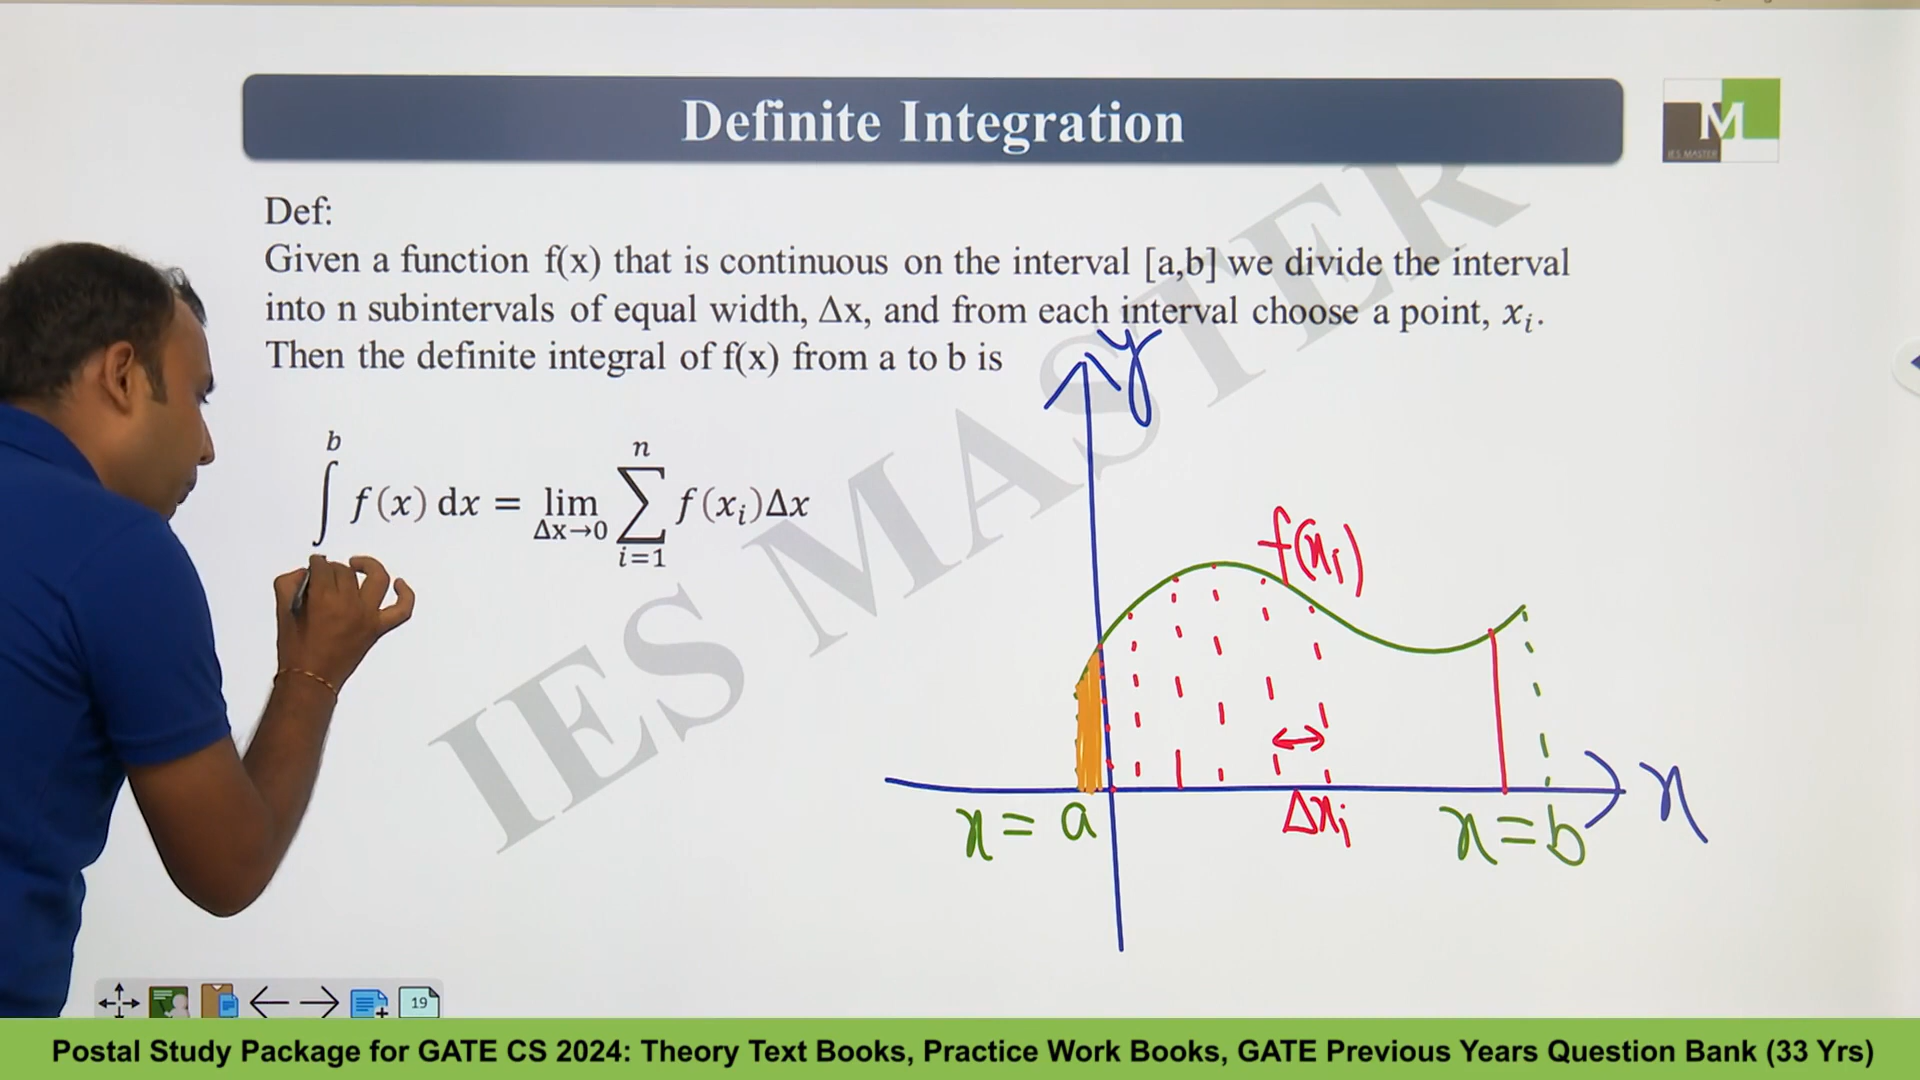 Definite Integration
M
IES MASTER
Def:
Given a function f(x) that is continuous on the interval [a,b] we divide the interval
into n subintervals of equal width, Δx, and from each interval choose a point, xᵢ.
Then the definite integral of f(x) from a to b is
∫ᵇ f(x) dx = lim Δx→0 ∑ⁿ i=1 f(xᵢ)Δx
IES MASTER
y
f(xᵢ)
x = a
Δxᵢ
x = b
x
19
Postal Study Package for GATE CS 2024: Theory Text Books, Practice Work Books, GATE Previous Years Question Bank (33 Yrs)